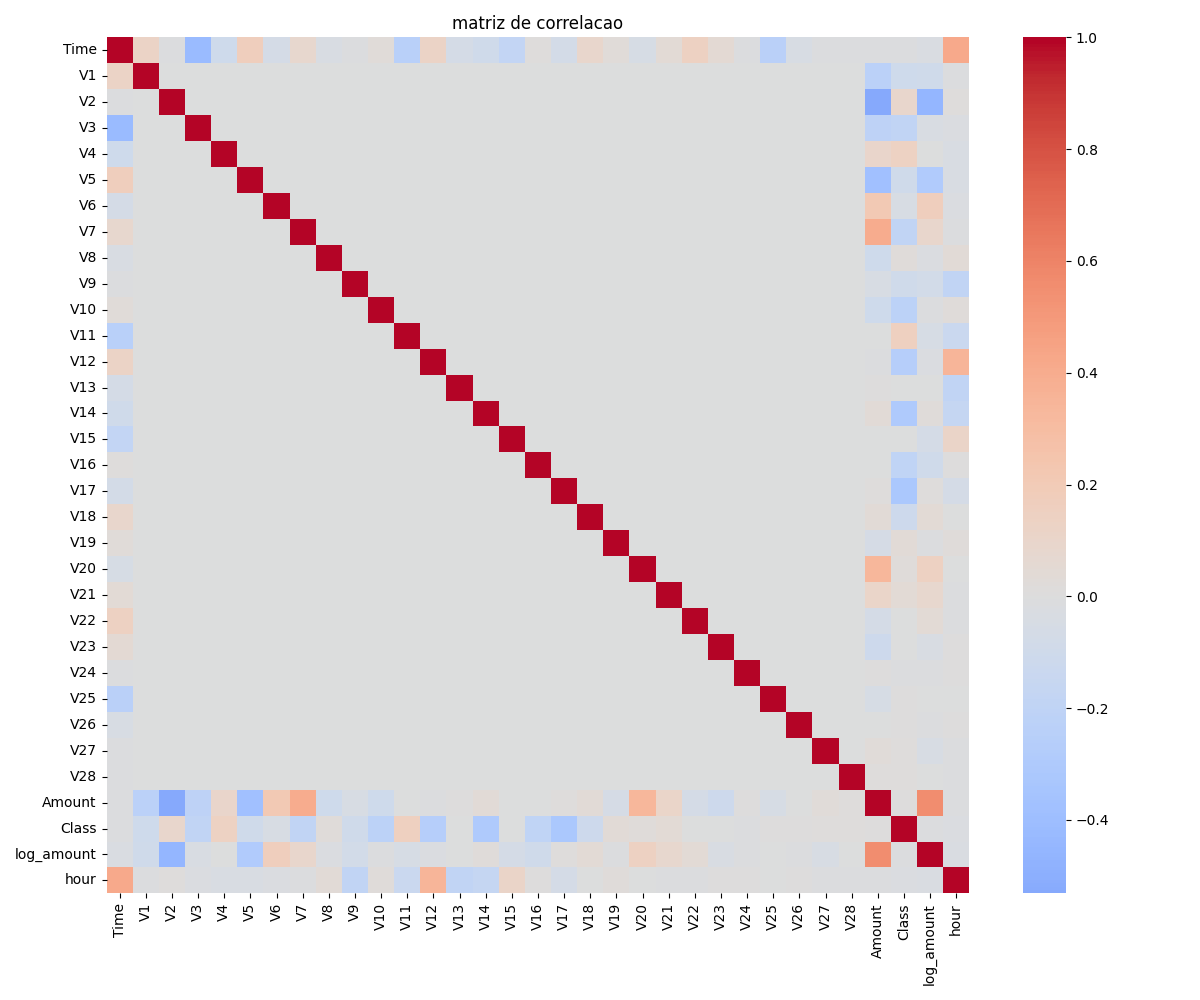 matriz de correlacao
Time
V1
V2
V3
V4
V5
V6
V7
V8
V9
V10
V11
V12
V13
V14
V15
V16
V17
V18
V19
V20
V21
V22
V23
V24
V25
V26
V27
V28
Amount
Class
log_amount
hour
Time
V1
V2
V3
V4
V5
V6
V7
V8
V9
V10
V11
V12
V13
V14
V15
V16
V17
V18
V19
V20
V21
V22
V23
V24
V25
V26
V27
V28
Amount
Class
log_amount
hour
1.0
0.8
0.6
0.4
0.2
0.0
−0.2
−0.4